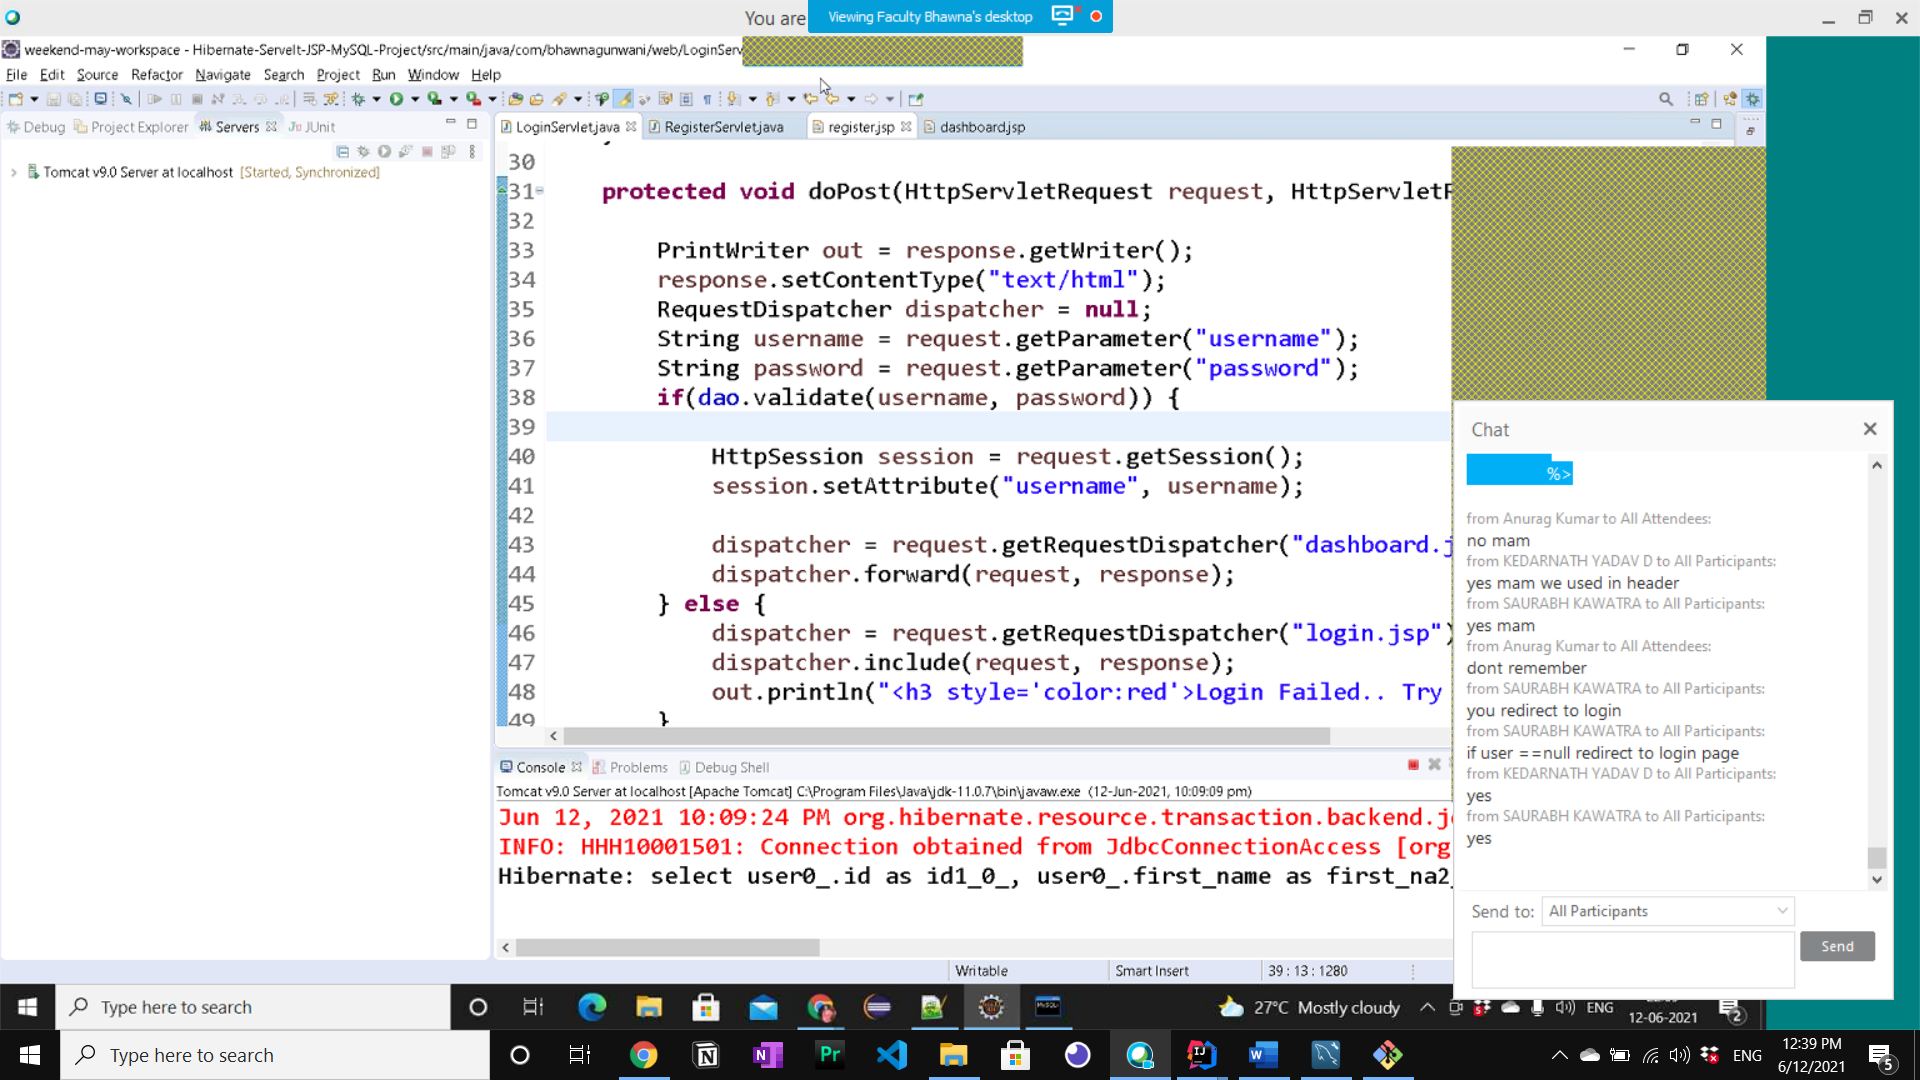 You are
Viewing Faculty Bhawna's desktop
weekend-may-workspace - Hibernate-Servelt-JSP-MySQL-Project/src/main/java/com/bhawnagunwani/web/LoginServ
File Edit Source Refactor Navigate Search Project Run Window Help
Debug Project Explorer Servers JUnit
LoginServlet.java RegisterServlet.java register.jsp dashboard.jsp
Tomcat v9.0 Server at localhost [Started, Synchronized]
30
31 protected void doPost(HttpServletRequest request, HttpServletR
32
33 PrintWriter out = response.getWriter();
34 response.setContentType("text/html");
35 RequestDispatcher dispatcher = null;
36 String username = request.getParameter("username");
37 String password = request.getParameter("password");
38 if(dao.validate(username, password)) {
39
40 HttpSession session = request.getSession();
41 session.setAttribute("username", username);
42
43 dispatcher = request.getRequestDispatcher("dashboard.j
44 dispatcher.forward(request, response);
45 } else {
46 dispatcher = request.getRequestDispatcher("login.jsp")
47 dispatcher.include(request, response);
48 out.println("<h3 style='color:red'>Login Failed.. Try
49 }
Console Problems Debug Shell
Tomcat v9.0 Server at localhost [Apache Tomcat] C:\Program Files\Java\jdk-11.0.7\bin\javaw.exe (12-Jun-2021, 10:09:09 pm)
Jun 12, 2021 10:09:24 PM org.hibernate.resource.transaction.backend.j
INFO: HHH10001501: Connection obtained from JdbcConnectionAccess [org
Hibernate: select user0_.id as id1_0_, user0_.first_name as first_na2_
Writable Smart Insert 39 : 13 : 1280
Chat
%>
from Anurag Kumar to All Attendees:
no mam
from KEDARNATH YADAV D to All Participants:
yes mam we used in header
from SAURABH KAWATRA to All Participants:
yes mam
from Anurag Kumar to All Attendees:
dont remember
from SAURABH KAWATRA to All Participants:
you redirect to login
from SAURABH KAWATRA to All Participants:
if user ==null redirect to login page
from KEDARNATH YADAV D to All Participants:
yes
from SAURABH KAWATRA to All Participants:
yes
Send to: All Participants
Send
Type here to search
27°C Mostly cloudy
ENG
12-06-2021
2
Type here to search
ENG
12:39 PM
6/12/2021
5